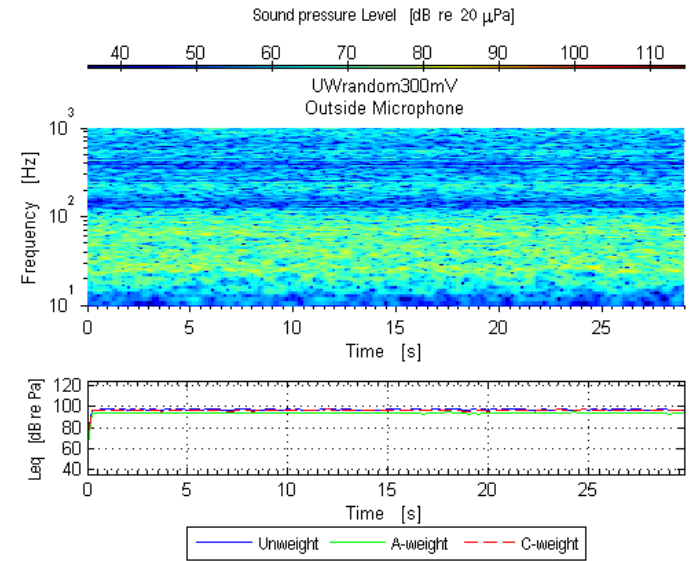 Sound pressure Level [dB re 20 µPa]
40 50 60 70 80 90 100 110
UWrandom300mV
Outside Microphone
10³
10²
10¹
Frequency [Hz]
0 5 10 15 20 25
Time [s]
120
100
80
60
40
Leq [dB re Pa]
0 5 10 15 20 25
Time [s]
Unweight A-weight C-weight